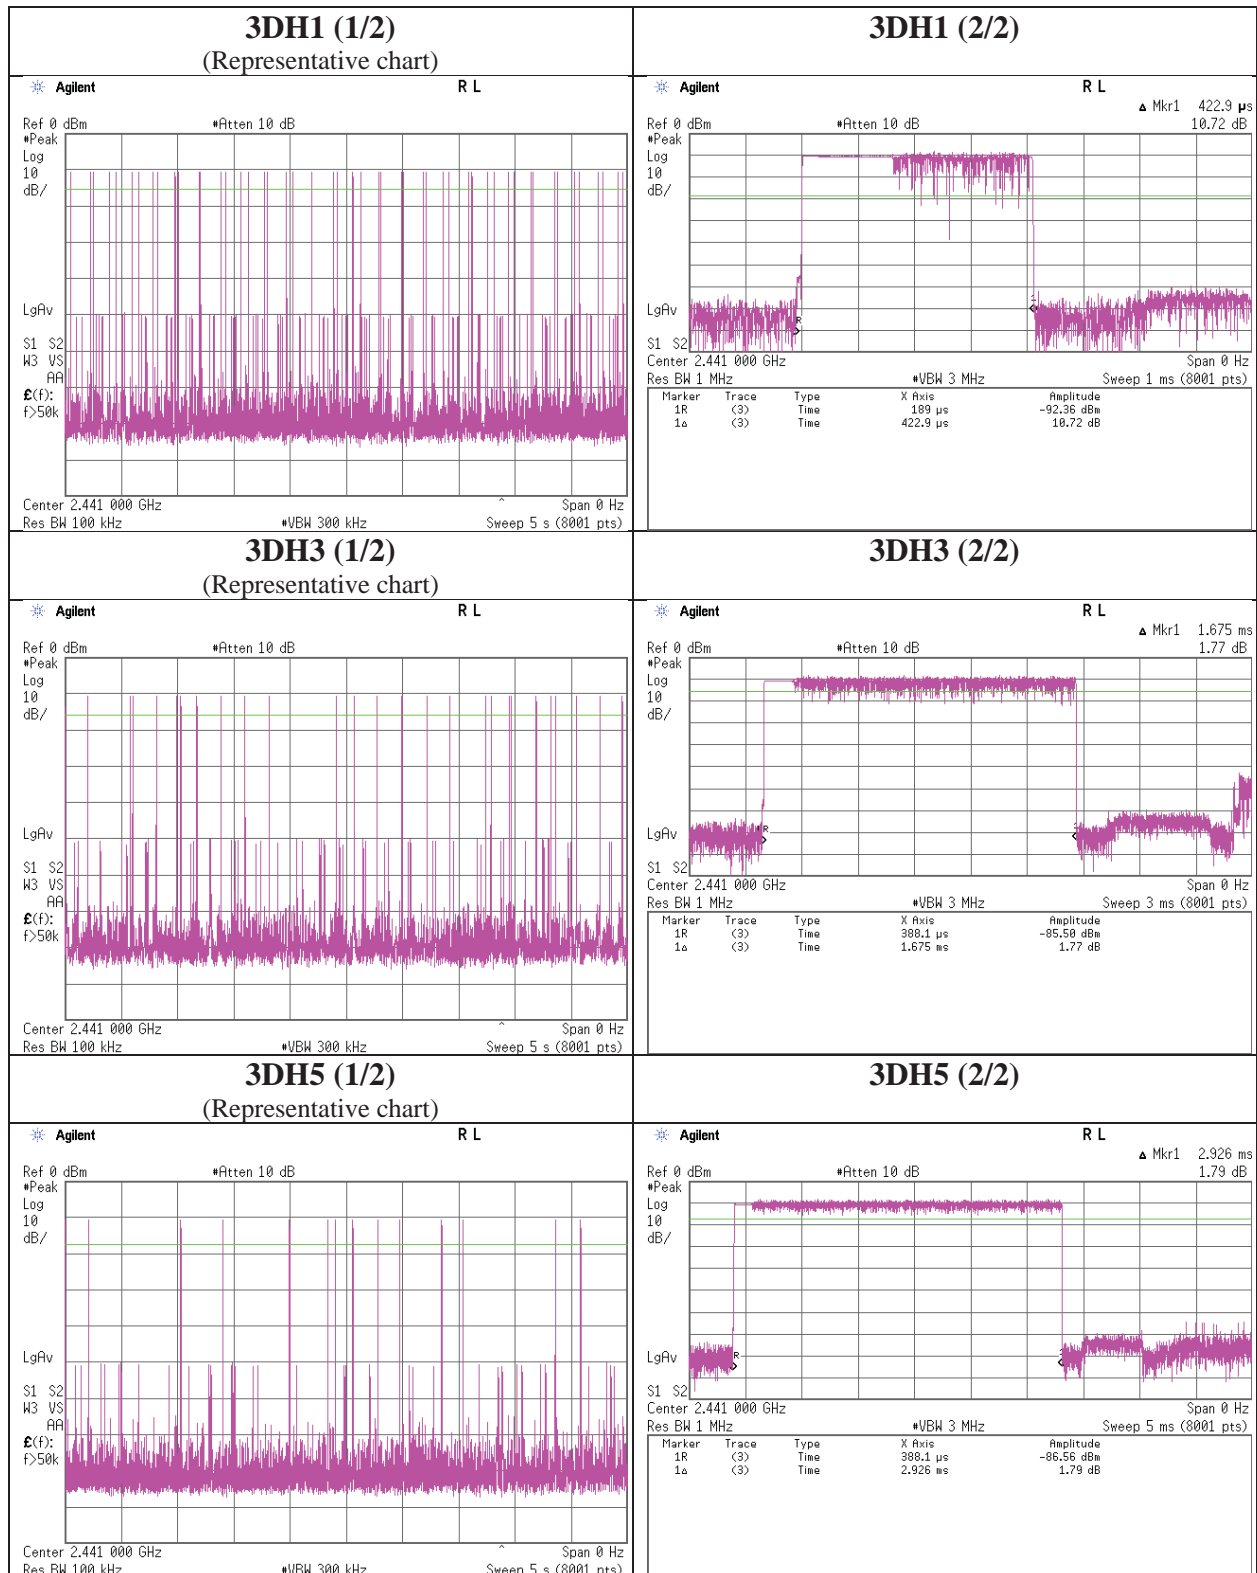 3DH1 (1/2)
(Representative chart)
Agilent
R L
Ref 0 dBm
#Atten 10 dB
#Peak
Log
10
dB/
LgAv
S1 S2
W3 VS
AA
£(f):
f>50k
Center 2.441 000 GHz
^
Span 0 Hz
Res BW 100 kHz
#VBW 300 kHz
Sweep 5 s (8001 pts)
3DH1 (2/2)
Agilent
R L
Δ Mkr1 422.9 µs
Ref 0 dBm
#Atten 10 dB
10.72 dB
#Peak
Log
10
dB/
LgAv
R
1
S1 S2
Center 2.441 000 GHz
Span 0 Hz
Res BW 1 MHz
#VBW 3 MHz
Sweep 1 ms (8001 pts)
Marker Trace Type X Axis Amplitude
1R (3) Time 189 µs -92.36 dBm
1Δ (3) Time 422.9 µs 10.72 dB
3DH3 (1/2)
(Representative chart)
Agilent
R L
Ref 0 dBm
#Atten 10 dB
#Peak
Log
10
dB/
LgAv
S1 S2
W3 VS
AA
£(f):
f>50k
Center 2.441 000 GHz
^
Span 0 Hz
Res BW 100 kHz
#VBW 300 kHz
Sweep 5 s (8001 pts)
3DH3 (2/2)
Agilent
R L
Δ Mkr1 1.675 ms
Ref 0 dBm
#Atten 10 dB
1.77 dB
#Peak
Log
10
dB/
LgAv
R
1
S1 S2
Center 2.441 000 GHz
Span 0 Hz
Res BW 1 MHz
#VBW 3 MHz
Sweep 3 ms (8001 pts)
Marker Trace Type X Axis Amplitude
1R (3) Time 388.1 µs -85.50 dBm
1Δ (3) Time 1.675 ms 1.77 dB
3DH5 (1/2)
(Representative chart)
Agilent
R L
Ref 0 dBm
#Atten 10 dB
#Peak
Log
10
dB/
LgAv
S1 S2
W3 VS
AA
£(f):
f>50k
Center 2.441 000 GHz
^
Span 0 Hz
Res BW 100 kHz
#VBW 300 kHz
Sweep 5 s (8001 pts)
3DH5 (2/2)
Agilent
R L
Δ Mkr1 2.926 ms
Ref 0 dBm
#Atten 10 dB
1.79 dB
#Peak
Log
10
dB/
LgAv
R
1
S1 S2
Center 2.441 000 GHz
Span 0 Hz
Res BW 1 MHz
#VBW 3 MHz
Sweep 5 ms (8001 pts)
Marker Trace Type X Axis Amplitude
1R (3) Time 388.1 µs -86.56 dBm
1Δ (3) Time 2.926 ms 1.79 dB